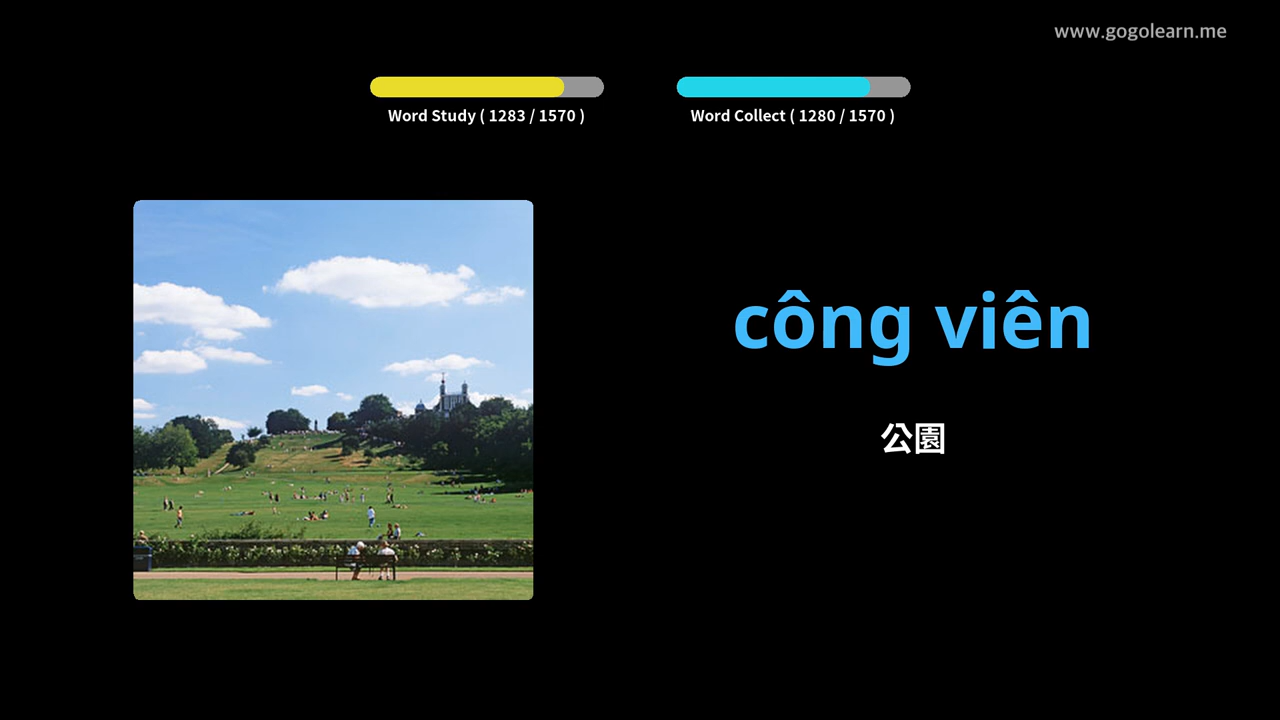 www.gogolearn.me
Word Study ( 1283 / 1570 )
Word Collect ( 1280 / 1570 )
công viên
公園